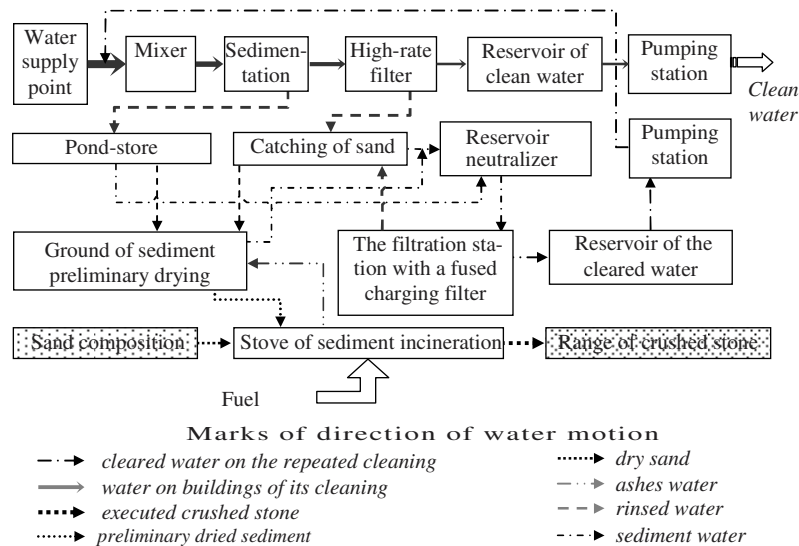 Water
supply
point
Mixer
Sedimen-
tation
High-rate
filter
Reservoir of
clean water
Pumping
station
Clean
water
Pond-store
Catching of sand
Reservoir
neutralizer
Pumping
station
Ground of sediment
preliminary drying
The filtration sta-
tion with a fused
charging filter
Reservoir of the
cleared water
Sand composition
Stove of sediment incineration
Range of crushed stone
Fuel
Marks of direction of water motion
cleared water on the repeated cleaning
water on buildings of its cleaning
executed crushed stone
preliminary dried sediment
dry sand
ashes water
rinsed water
sediment water